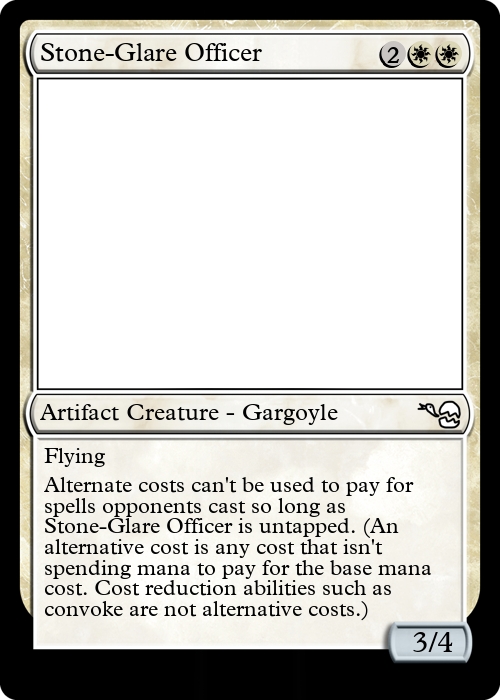 Stone-Glare Officer 2
Artifact Creature - Gargoyle
Flying
Alternate costs can't be used to pay for
spells opponents cast so long as
Stone-Glare Officer is untapped. (An
alternative cost is any cost that isn't
spending mana to pay for the base mana
cost. Cost reduction abilities such as
convoke are not alternative costs.)
3/4